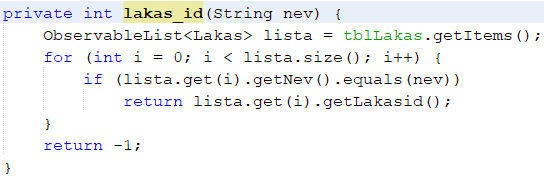 private int lakas_id(String nev) {
    ObservableList<Lakas> lista = tblLakas.getItems();
    for (int i = 0; i < lista.size(); i++) {
        if (lista.get(i).getNev().equals(nev))
            return lista.get(i).getLakasid();
    }
    return -1;
}